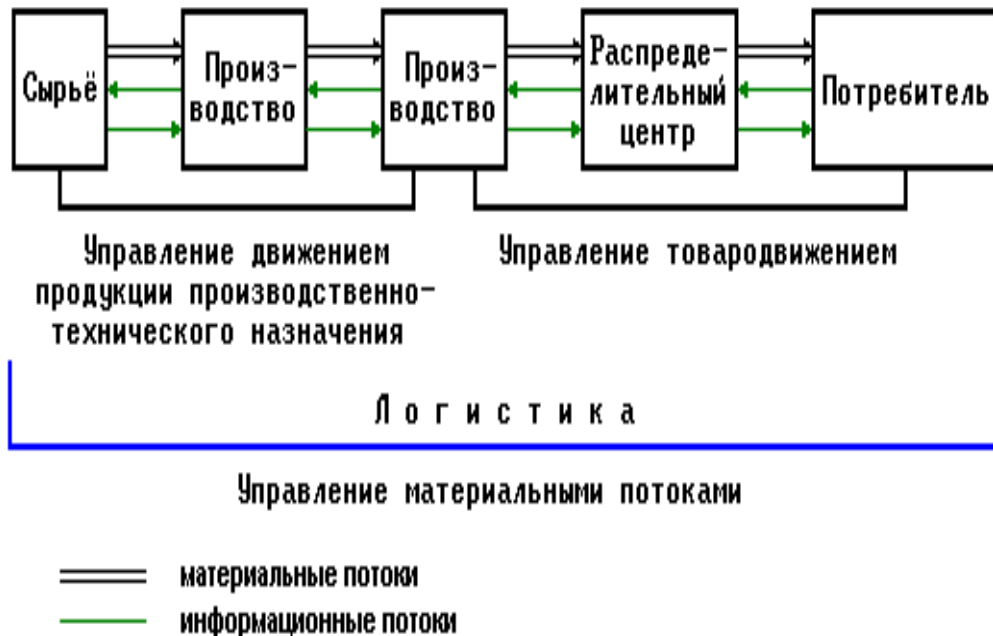 Сырьё
Произ-
водство
Произ-
водство
Распреде-
лительный
центр
Потребитель
Управление движением
продукции производственно-
технического назначения
Управление товародвижением
Логистика
Управление материальными потоками
материальные потоки
информационные потоки